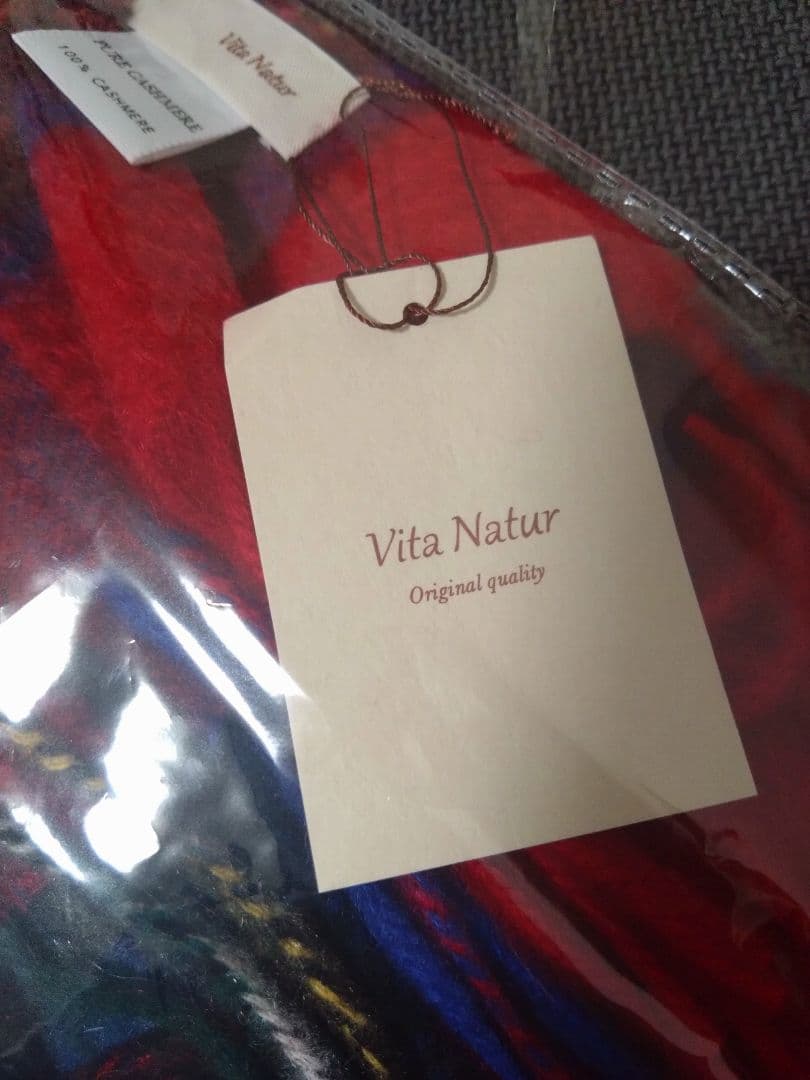 Vita Natur
PURE CASHMERE
100% CASHMERE
Vita Natur
Original quality